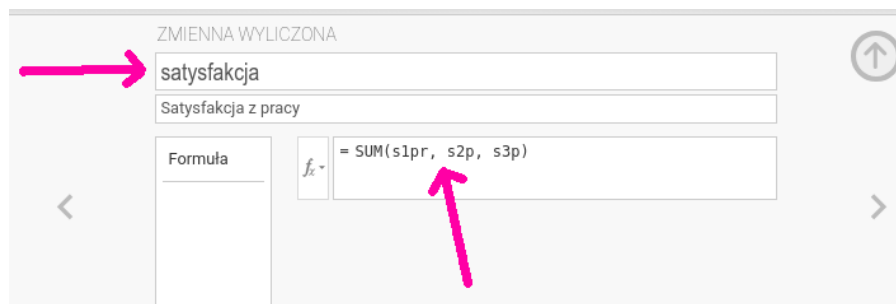 ZMIENNA WYLICZONA
satysfakcja
Satysfakcja z pracy
Formuła
fx
= SUM(s1pr, s2p, s3p)